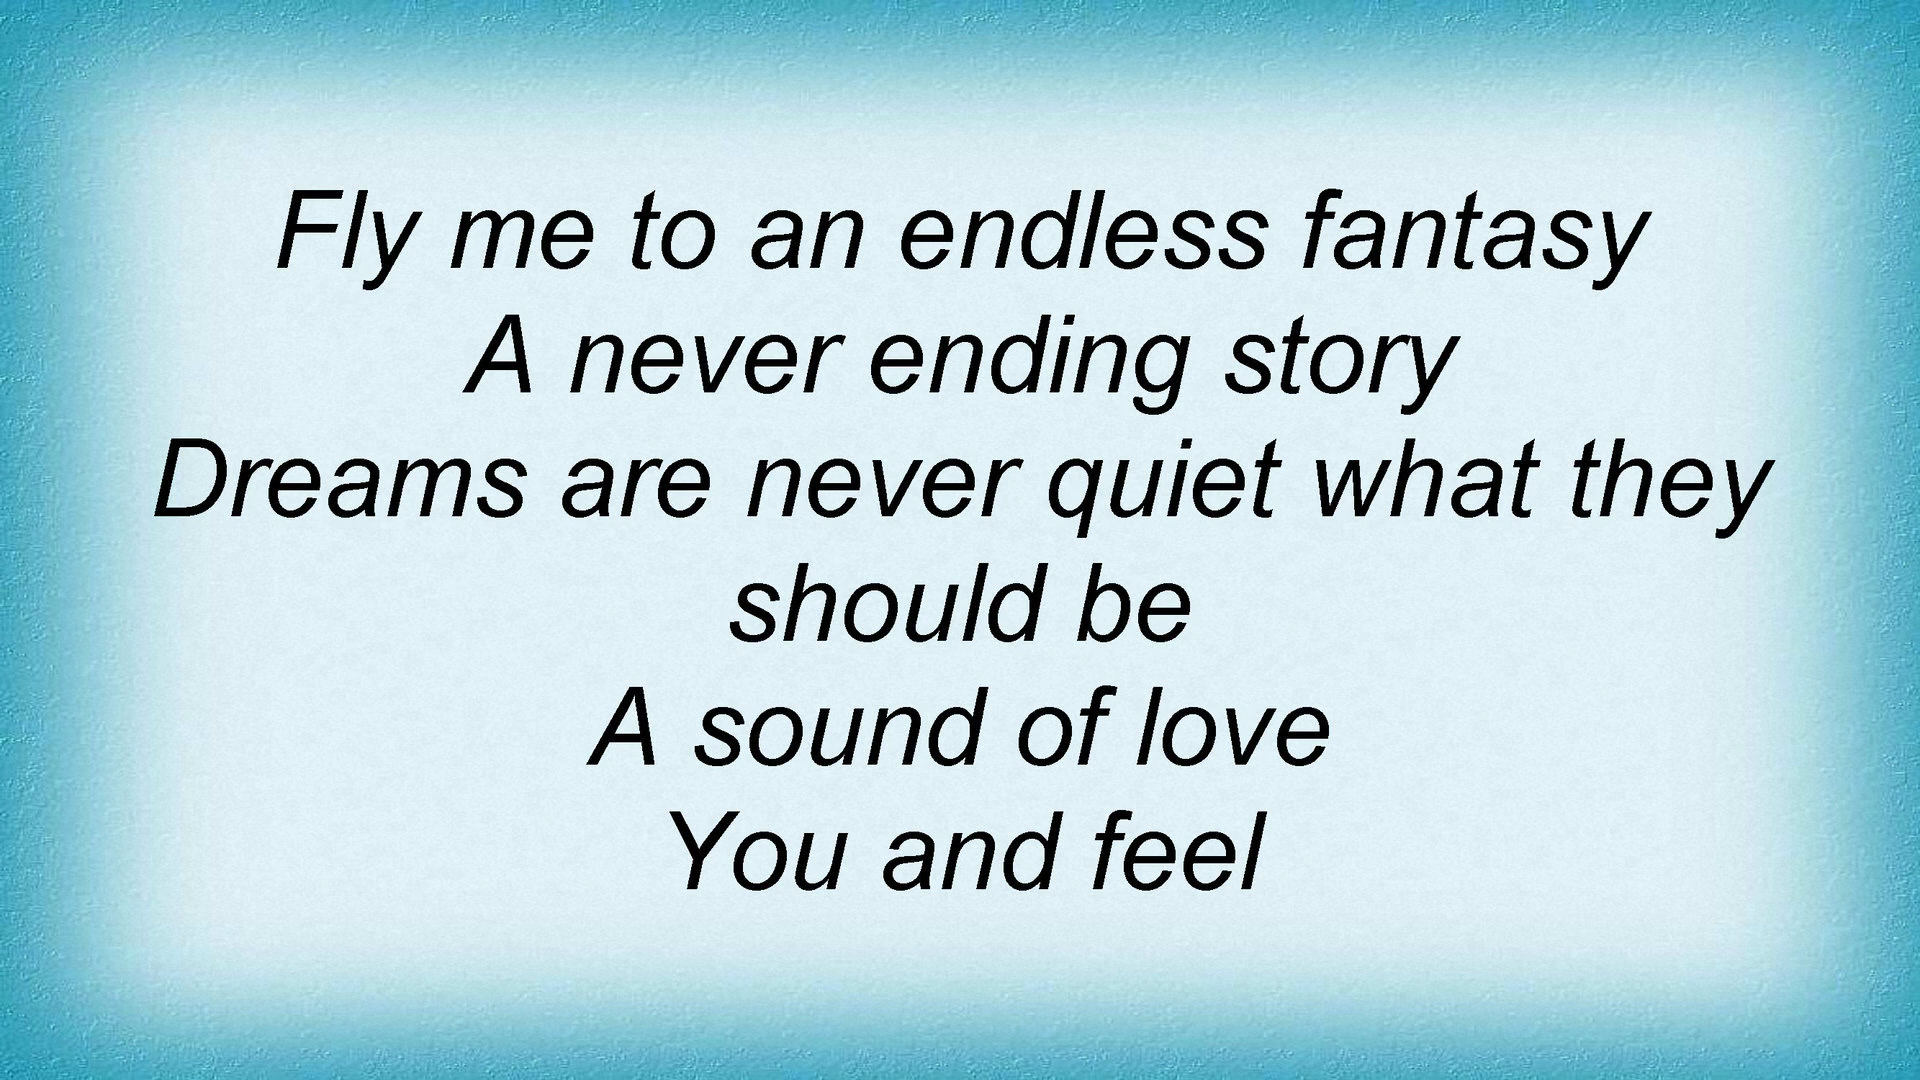 Fly me to an endless fantasy
A never ending story
Dreams are never quiet what they
should be
A sound of love
You and feel